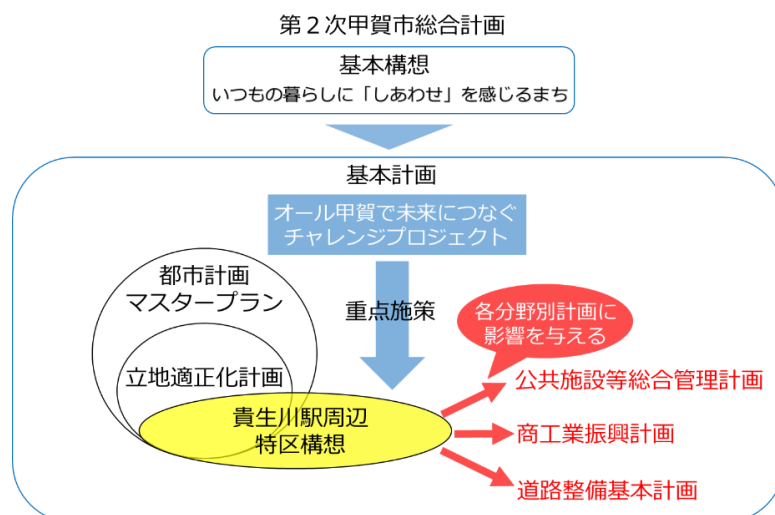 第２次甲賀市総合計画
基本構想
いつもの暮らしに「しあわせ」を感じるまち
基本計画
オール甲賀で未来につなぐ
チャレンジプロジェクト
都市計画
マスタープラン
重点施策
各分野別計画に
影響を与える
立地適正化計画
公共施設等総合管理計画
貴生川駅周辺
特区構想
商工業振興計画
道路整備基本計画